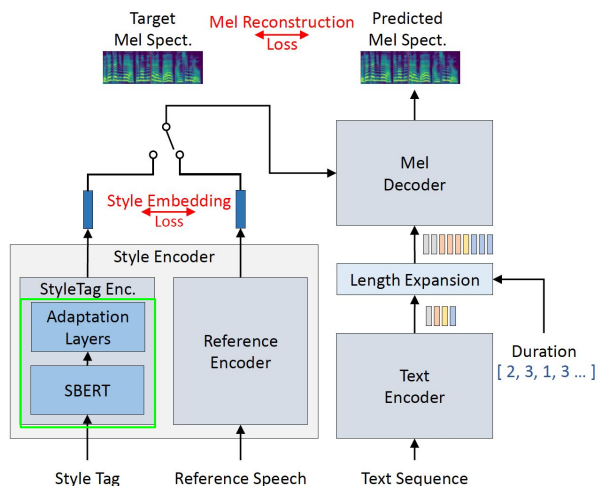 Target
Mel Spect.
Mel Reconstruction
Loss
Predicted
Mel Spect.
Mel
Decoder
Style Embedding
Loss
Style Encoder
StyleTag Enc.
Adaptation
Layers
SBERT
Reference
Encoder
Length Expansion
Text
Encoder
Duration
[ 2, 3, 1, 3 ... ]
Style Tag
Reference Speech
Text Sequence